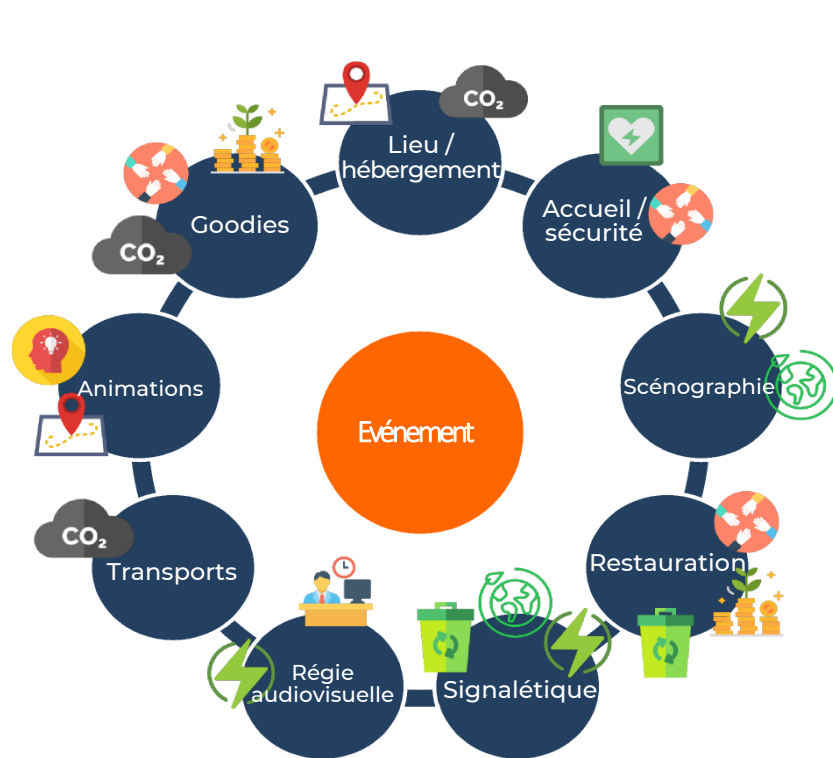 CO₂
Lieu /
hébergement
Accueil /
sécurité
Scénographie
Restauration
Signalétique
Régie
audiovisuelle
Transports
CO₂
Animations
Goodies
CO₂
Evénement